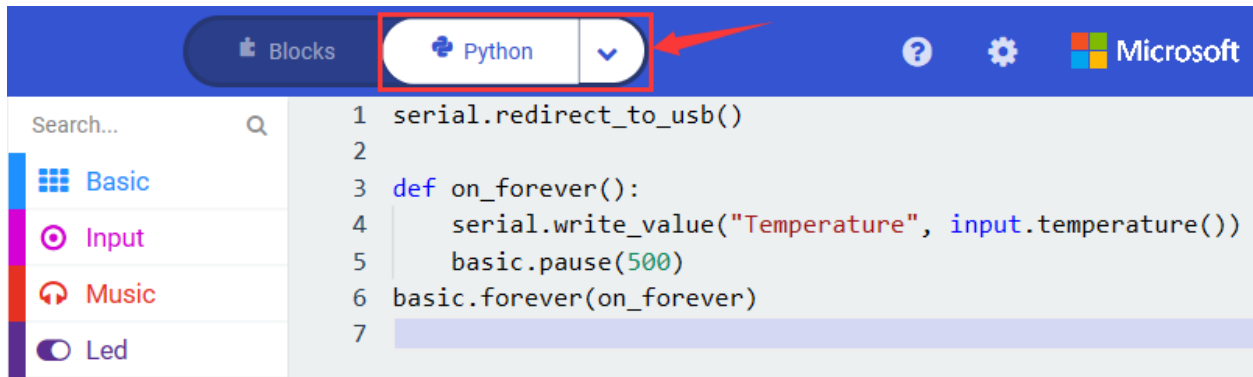 Blocks Python Microsoft
Search...
Basic
Input
Music
Led
1 serial.redirect_to_usb()
2
3 def on_forever():
4     serial.write_value("Temperature", input.temperature())
5     basic.pause(500)
6 basic.forever(on_forever)
7